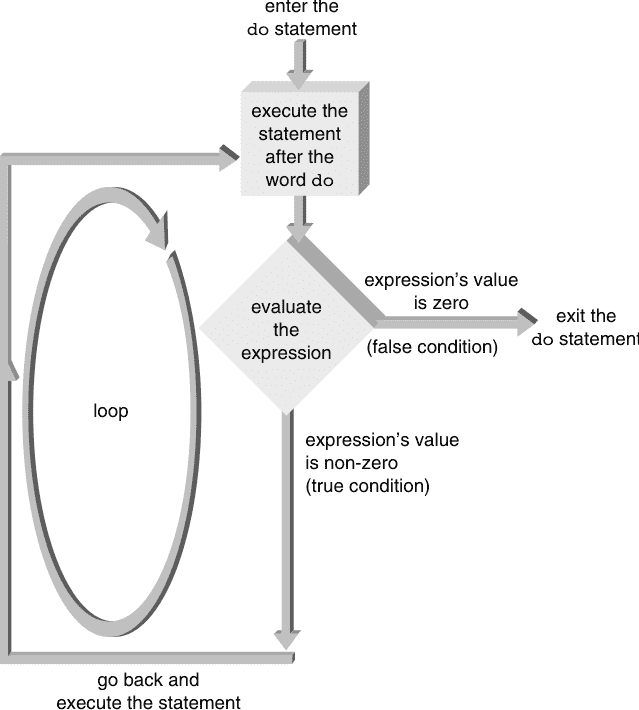 enter the
do statement
execute the
statement
after the
word do
evaluate
the
expression
expression's value
is zero
(false condition)
exit the
do statement
loop
expression's value
is non-zero
(true condition)
go back and
execute the statement